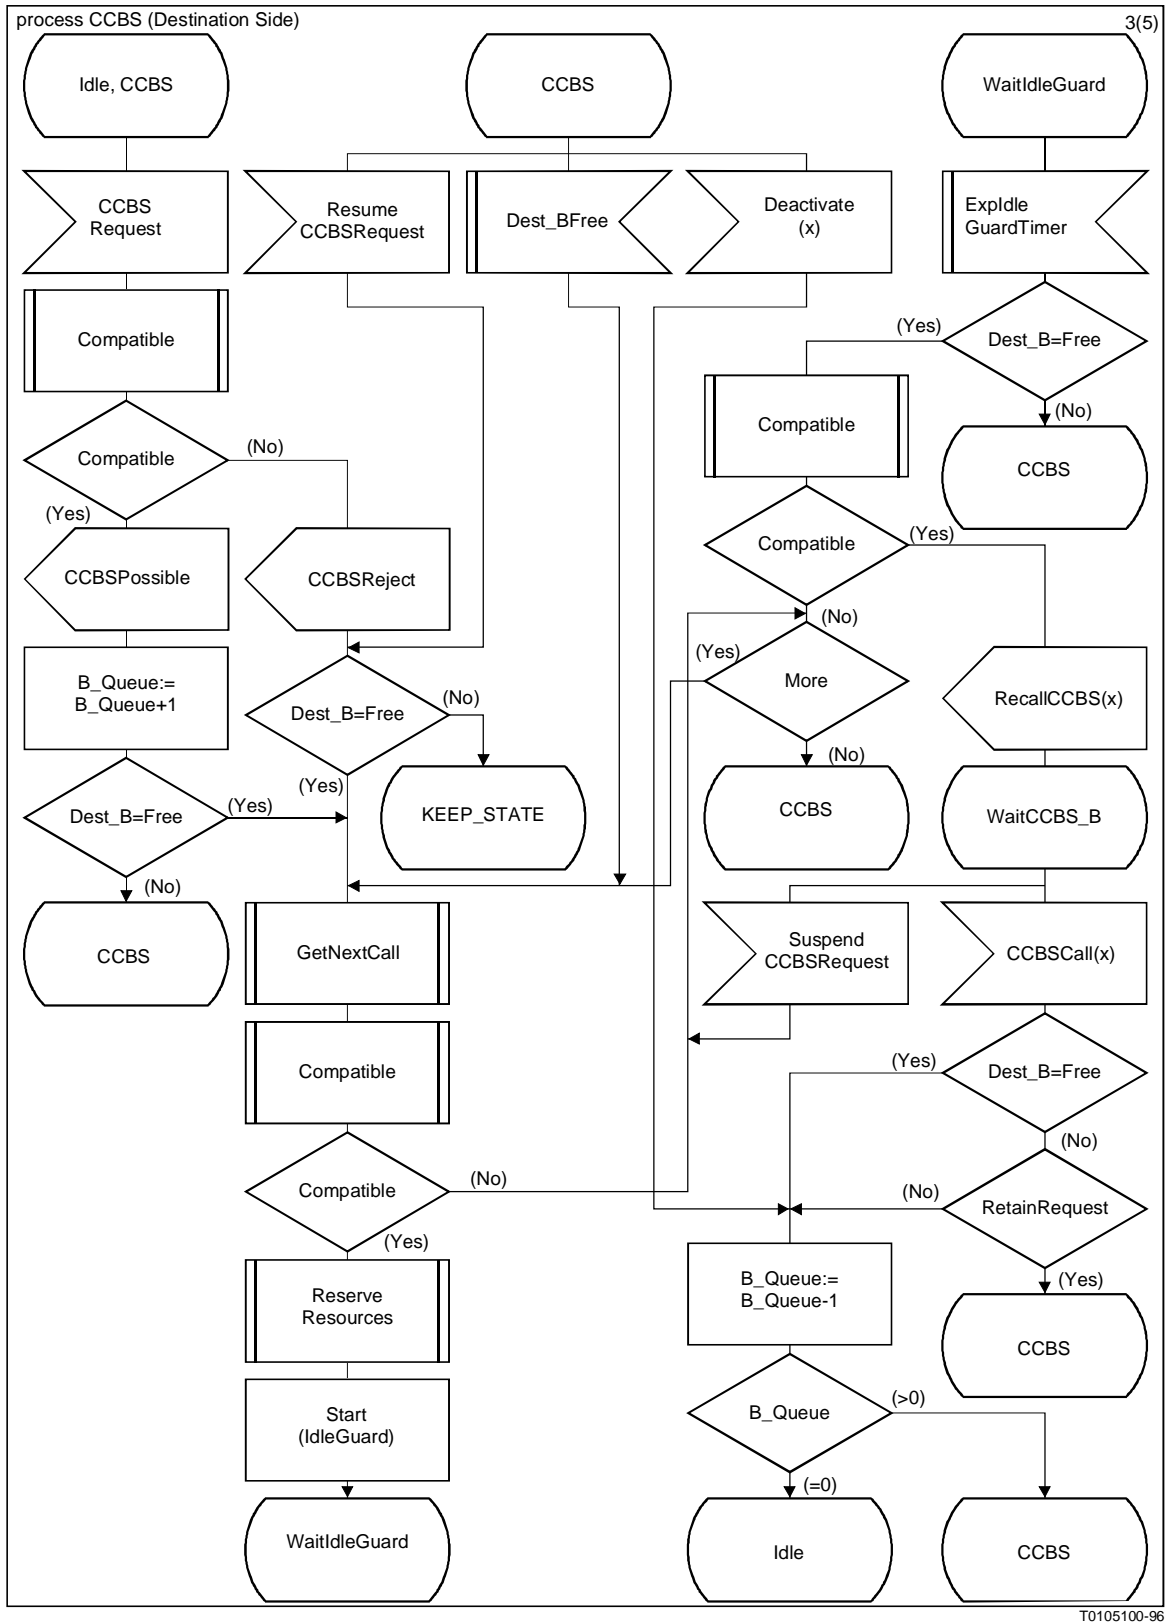 process CCBS (Destination Side)
3(5)
Idle, CCBS
CCBS
WaitIdleGuard
CCBS
Request
Resume
CCBSRequest
Dest_BFree
Deactivate
(x)
ExpIdle
GuardTimer
Compatible
(Yes)
Dest_B=Free
(No)
Compatible
Compatible
(No)
CCBS
(Yes)
Compatible
(Yes)
CCBSPossible
CCBSReject
(No)
B_Queue:=
B_Queue+1
Dest_B=Free
(No)
(Yes)
More
RecallCCBS(x)
(No)
(Yes)
Dest_B=Free
(Yes)
KEEP_STATE
CCBS
WaitCCBS_B
(No)
CCBS
GetNextCall
Suspend
CCBSRequest
CCBSCall(x)
Compatible
(Yes)
Dest_B=Free
(No)
Compatible
(No)
(No)
RetainRequest
(Yes)
Reserve
Resources
B_Queue:=
B_Queue-1
(Yes)
CCBS
Start
(IdleGuard)
B_Queue
(>0)
(=0)
WaitIdleGuard
Idle
CCBS
T0105100-96